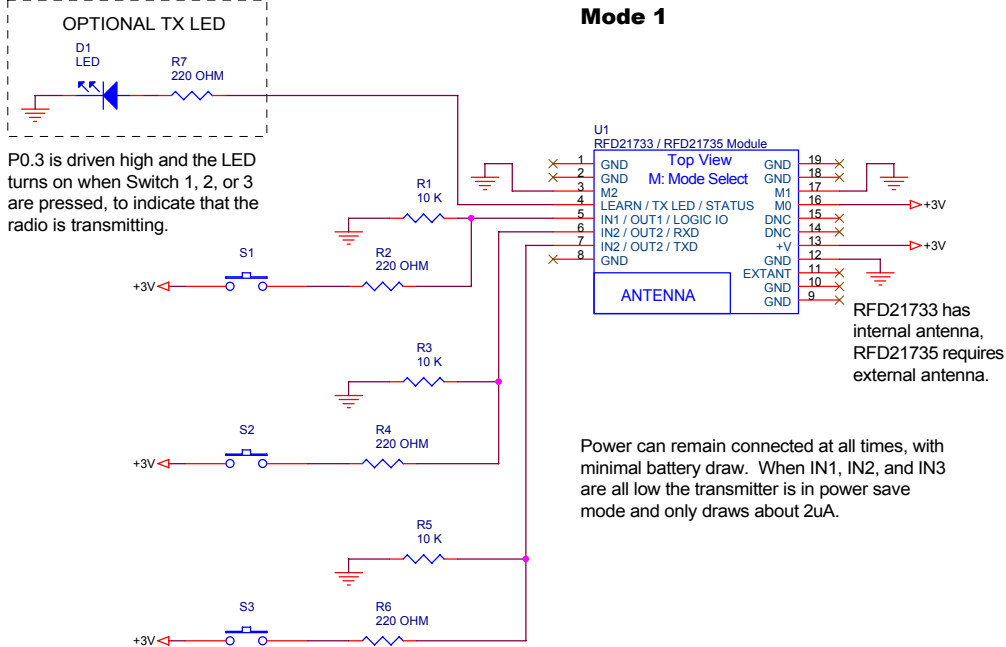 Mode 1
OPTIONAL TX LED
D1
LED
R7
220 OHM
P0.3 is driven high and the LED
turns on when Switch 1, 2, or 3
are pressed, to indicate that the
radio is transmitting.
U1
RFD21733 / RFD21735 Module
Top View
M: Mode Select
1 GND
2 GND
3 M2
4 LEARN / TX LED / STATUS
5 IN1 / OUT1 / LOGIC IO
6 IN2 / OUT2 / RXD
7 IN2 / OUT2 / TXD
8 GND
GND 19
GND 18
M1 17
M0 16
DNC 15
DNC 14
+V 13
GND 12
EXTANT 11
GND 10
GND 9
ANTENNA
+3V
+3V
RFD21733 has
internal antenna,
RFD21735 requires
external antenna.
R1
10 K
S1
R2
220 OHM
+3V
R3
10 K
S2
R4
220 OHM
+3V
Power can remain connected at all times, with
minimal battery draw. When IN1, IN2, and IN3
are all low the transmitter is in power save
mode and only draws about 2uA.
R5
10 K
S3
R6
220 OHM
+3V